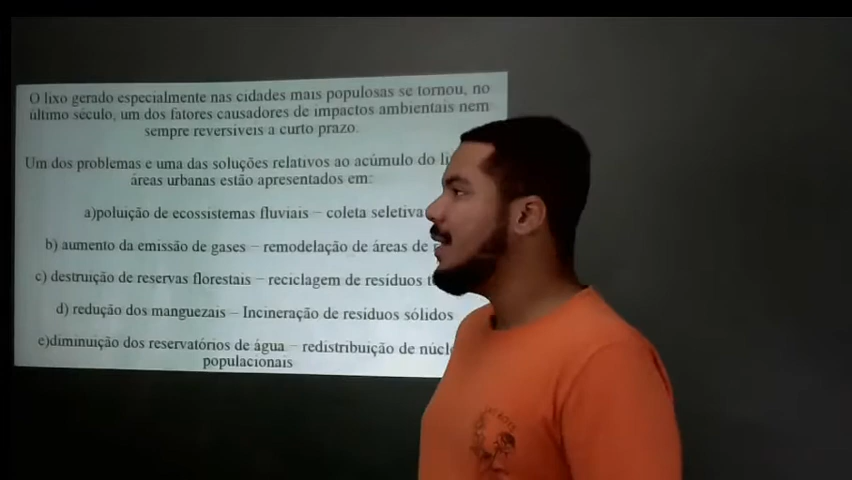 O lixo gerado especialmente nas cidades mais populosas se tornou, no
último século, um dos fatores causadores de impactos ambientais nem
sempre reversíveis a curto prazo.
Um dos problemas e uma das soluções relativos ao acúmulo do
áreas urbanas estão apresentados em:
a)poluição de ecossistemas fluviais – coleta seletiva
b) aumento da emissão de gases – remodelação de áreas de
c) destruição de reservas florestais – reciclagem de resíduos
d) redução dos manguezais – Incineração de resíduos sólidos
e)diminuição dos reservatórios de água – redistribuição de
populacionais